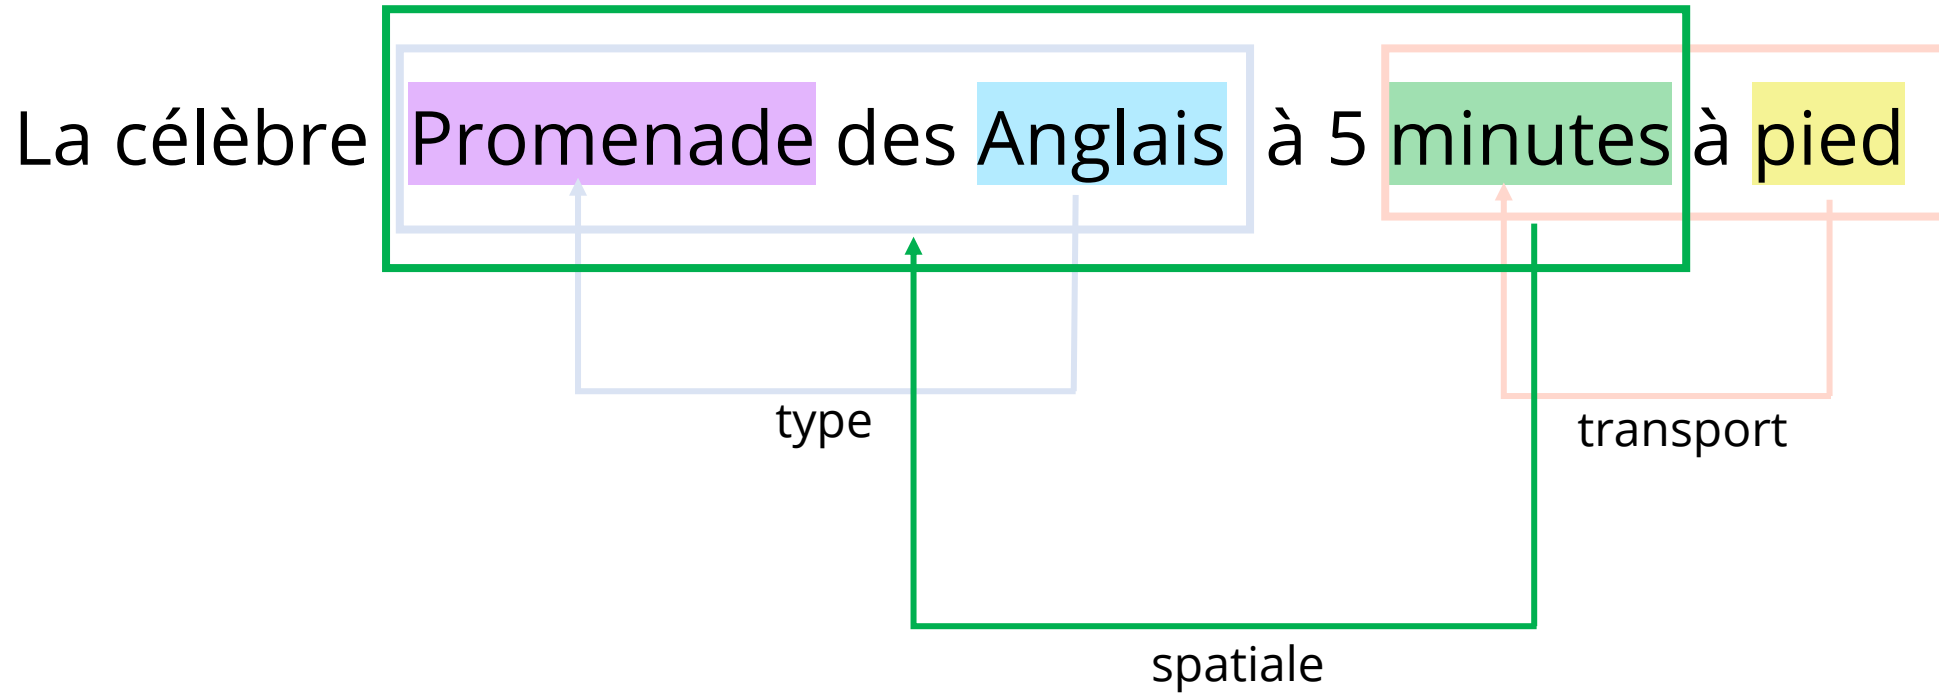 La célèbre Promenade des Anglais à 5 minutes à pied
type
transport
spatiale